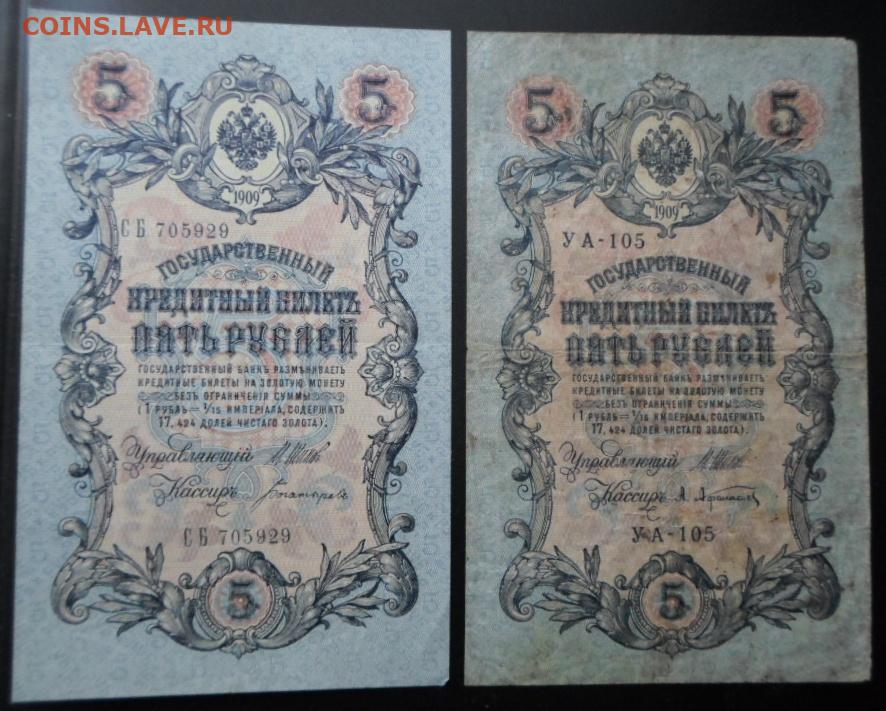 COINS.LAVE.RU
5 5
1909
СБ 705929
ГОСУДАРСТВЕННЫЙ
КРЕДИТНЫЙ БИЛЕТЪ
ПЯТЬ РУБЛЕЙ
ГОСУДАРСТВЕННЫЙ БАНКЪ РАЗМѢНИВАЕТЪ
КРЕДИТНЫЕ БИЛЕТЫ НА ЗОЛОТУЮ МОНЕТУ
БЕЗЪ ОГРАНИЧЕНІЯ СУММЫ
(1 РУБЛЬ = 1/15 ИМПЕРІАЛА, СОДЕРЖИТЪ
17,424 ДОЛЕЙ ЧИСТАГО ЗОЛОТА).
Управляющій
Кассиръ
СБ 705929
5
5 5
1909
УА-105
ГОСУДАРСТВЕННЫЙ
КРЕДИТНЫЙ БИЛЕТЪ
ПЯТЬ РУБЛЕЙ
ГОСУДАРСТВЕННЫЙ БАНКЪ РАЗМѢНИВАЕТЪ
КРЕДИТНЫЕ БИЛЕТЫ НА ЗОЛОТУЮ МОНЕТУ
БЕЗЪ ОГРАНИЧЕНІЯ СУММЫ
(1 РУБЛЬ = 1/15 ИМПЕРІАЛА, СОДЕРЖИТЪ
17,424 ДОЛЕЙ ЧИСТАГО ЗОЛОТА).
Управляющій
Кассиръ
УА-105
5